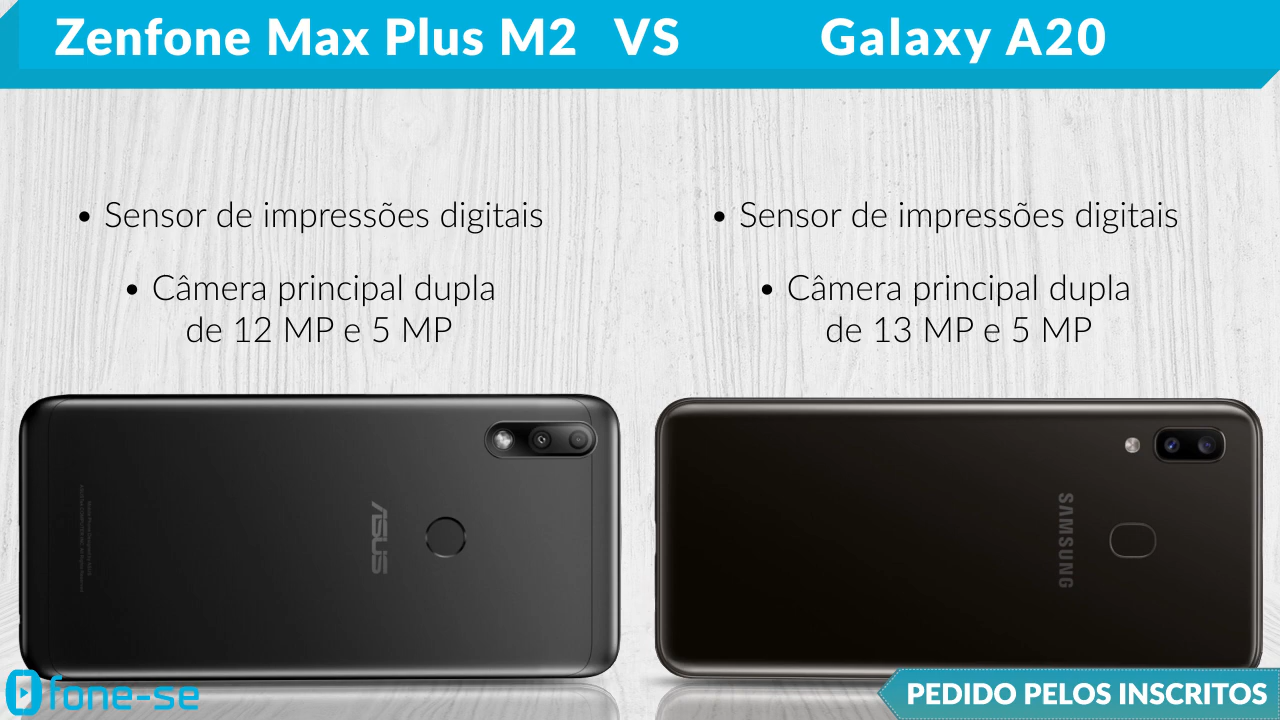 Zenfone Max Plus M2 VS Galaxy A20
• Sensor de impressões digitais
• Câmera principal dupla
de 12 MP e 5 MP
• Sensor de impressões digitais
• Câmera principal dupla
de 13 MP e 5 MP
ASUS
SAMSUNG
fone-se
PEDIDO PELOS INSCRITOS